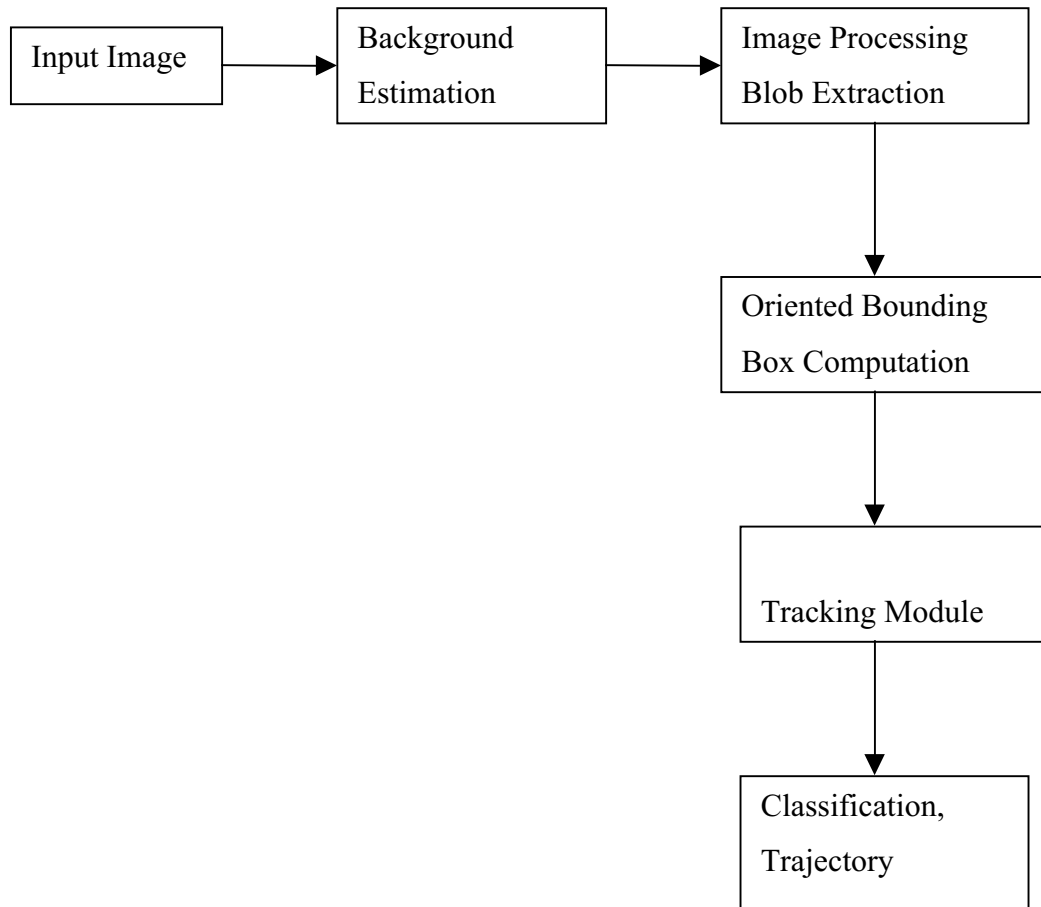 Input Image
Background
Estimation
Image Processing
Blob Extraction
Oriented Bounding
Box Computation
Tracking Module
Classification,
Trajectory